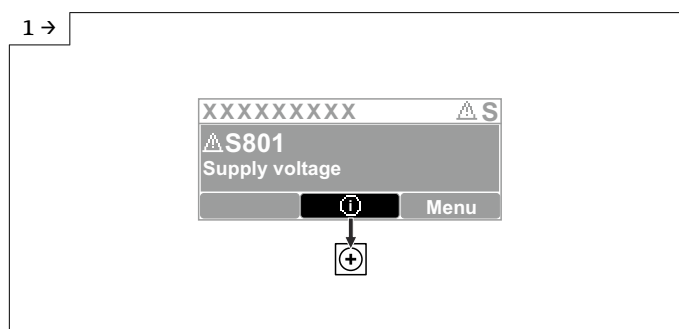 1 →
XXXXXXXXX ⚠ S
⚠S801
Supply voltage
ⓘ Menu
+